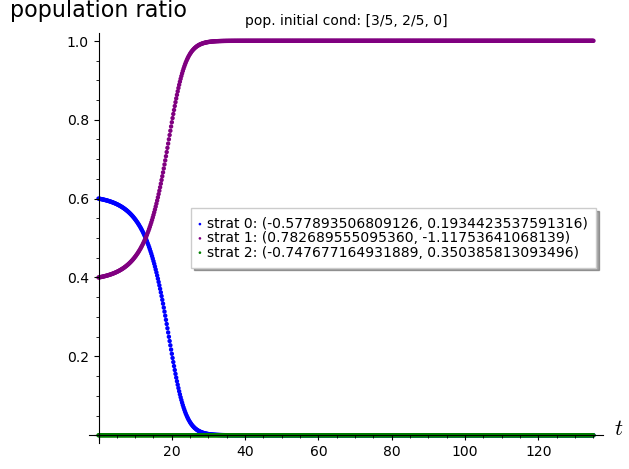 population ratio
pop. initial cond: [3/5, 2/5, 0]
1.0
0.8
0.6
strat 0: (-0.577893506809126, 0.1934423537591316)
strat 1: (0.782689555095360, -1.11753641068139)
strat 2: (-0.747677164931889, 0.350385813093496)
0.4
0.2
t
20 40 60 80 100 120